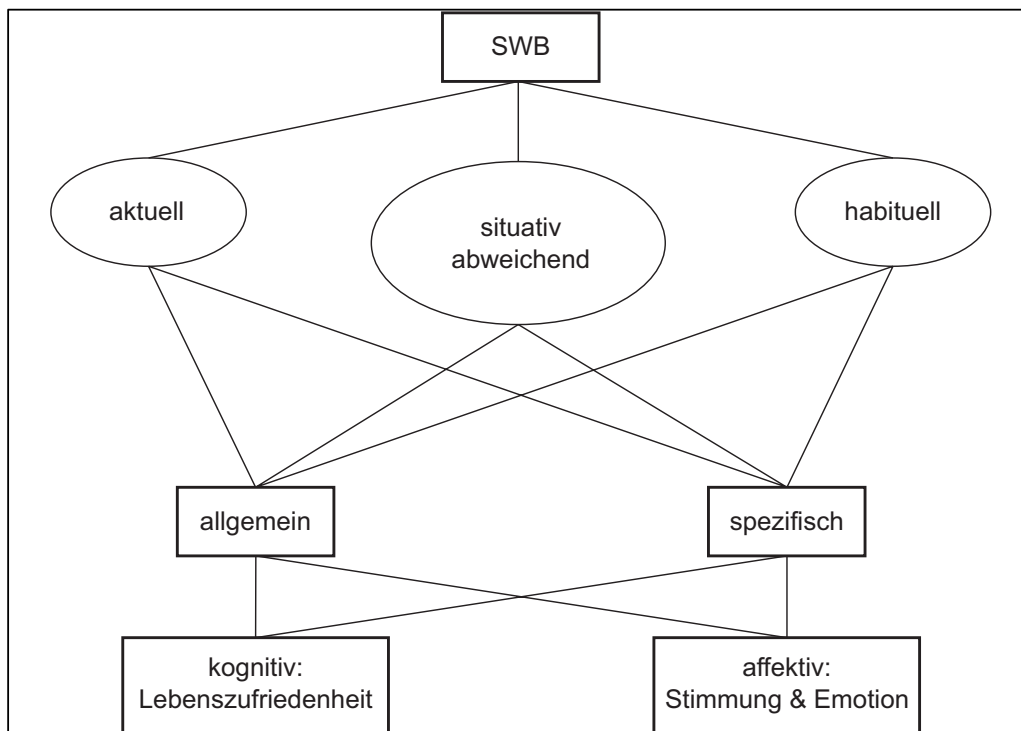 SWB
aktuell
situativ
abweichend
habituell
allgemein
spezifisch
kognitiv:
Lebenszufriedenheit
affektiv:
Stimmung & Emotion